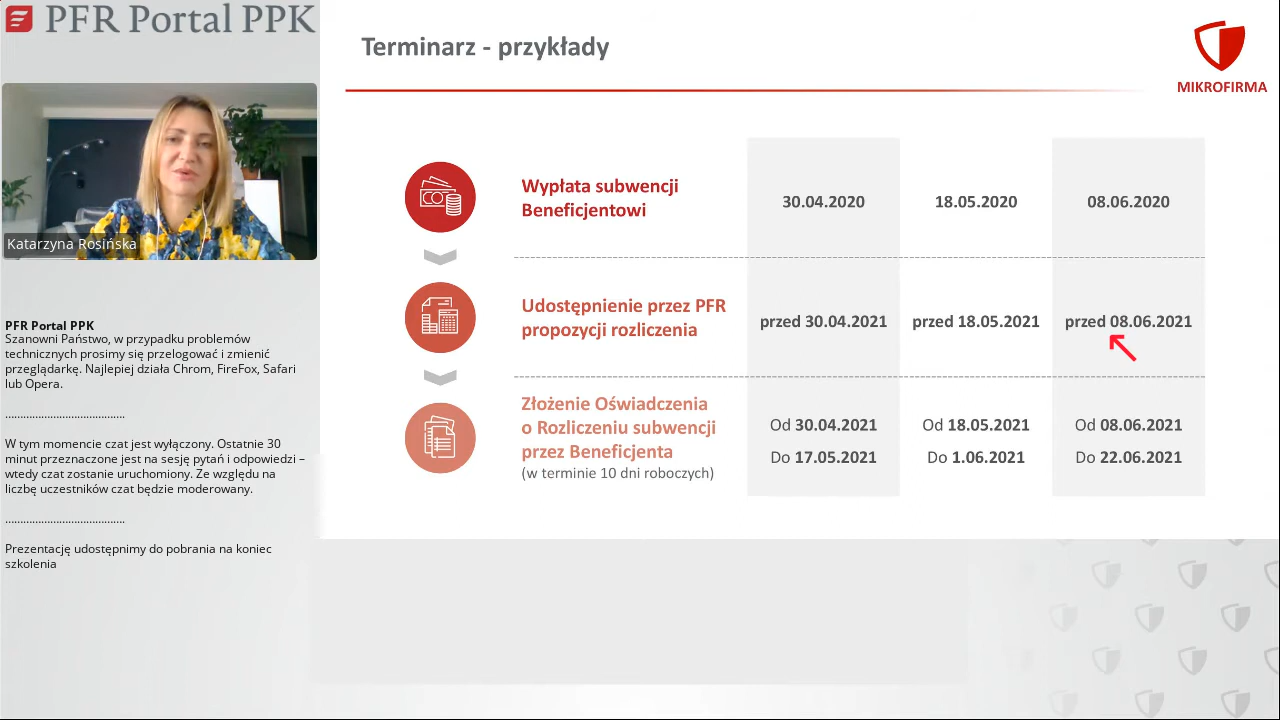 PFR Portal PPK
Katarzyna Rosińska
PFR Portal PPK
Szanowni Państwo, w przypadku problemów
technicznych prosimy się przelogować i zmienić
przeglądarkę. Najlepiej działa Chrom, FireFox, Safari
lub Opera.
........................................
W tym momencie czat jest wyłączony. Ostatnie 30
minut przeznaczone jest na sesję pytań i odpowiedzi –
wtedy czat zostanie uruchomiony. Ze względu na
liczbę uczestników czat będzie moderowany.
........................................
Prezentację udostępnimy do pobrania na koniec
szkolenia
Terminarz - przykłady
MIKROFIRMA
Wypłata subwencji
Beneficjentowi
30.04.2020 18.05.2020 08.06.2020
Udostępnienie przez PFR
propozycji rozliczenia
przed 30.04.2021 przed 18.05.2021 przed 08.06.2021
Złożenie Oświadczenia
o Rozliczeniu subwencji
przez Beneficjenta
(w terminie 10 dni roboczych)
Od 30.04.2021 Od 18.05.2021 Od 08.06.2021
Do 17.05.2021 Do 1.06.2021 Do 22.06.2021